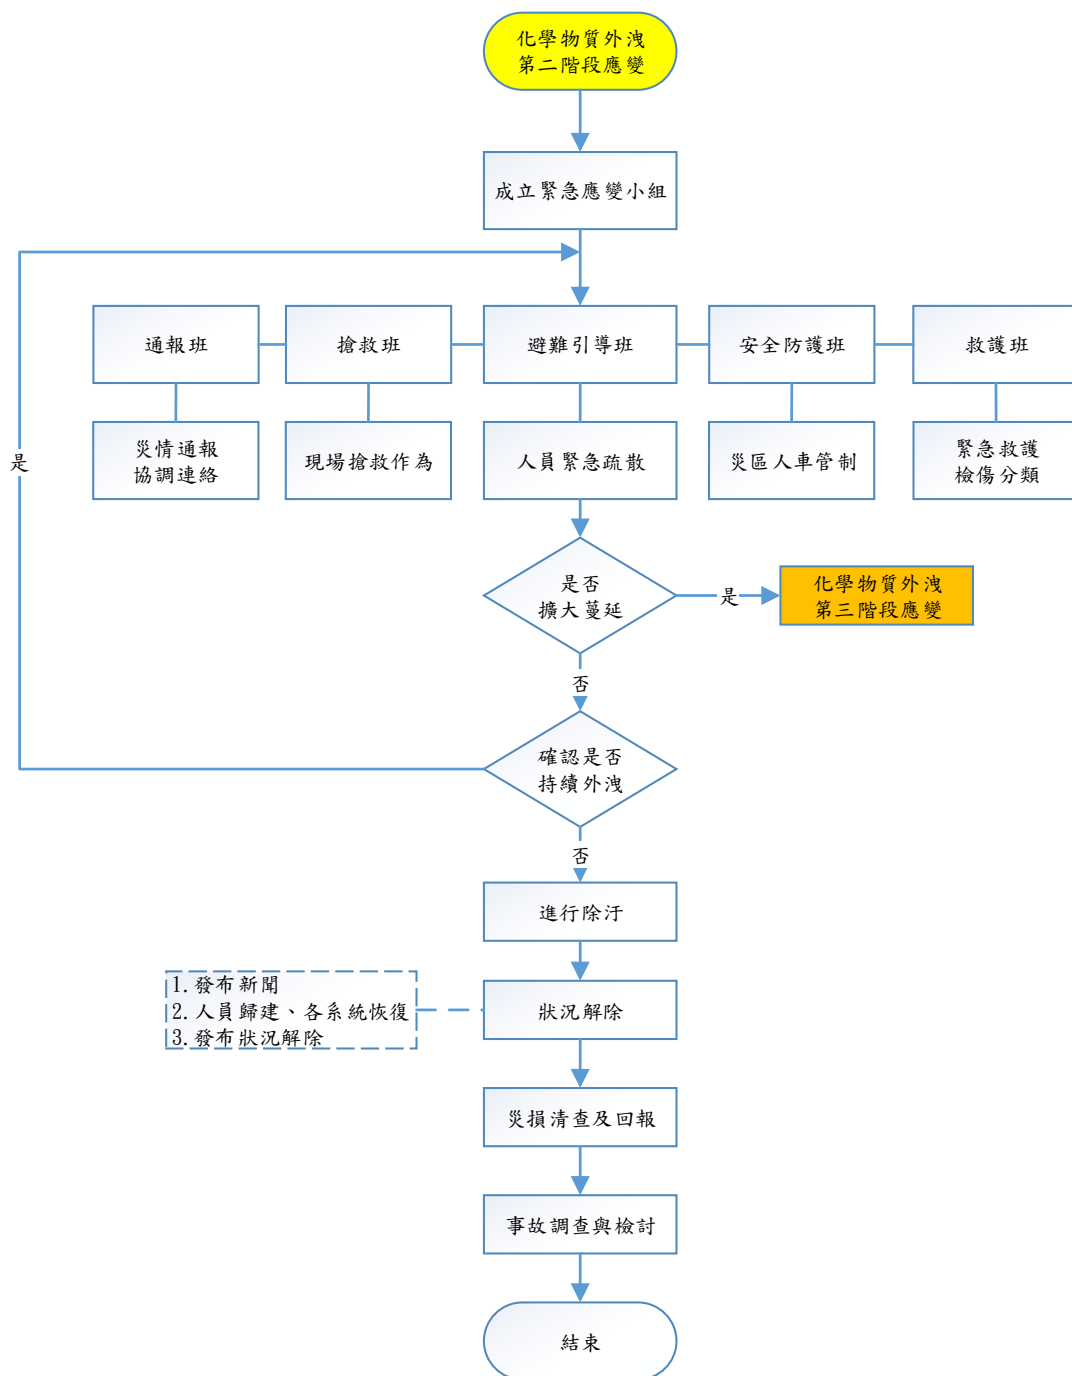 化學物質外洩
第二階段應變
成立緊急應變小組
通報班
搶救班
避難引導班
安全防護班
救護班
災情通報
協調連絡
現場搶救作為
人員緊急疏散
災區人車管制
緊急救護
檢傷分類
是
是否
擴大蔓延
是
化學物質外洩
第三階段應變
否
確認是否
持續外洩
否
進行除汙
1.發布新聞
2.人員歸建、各系統恢復
3.發布狀況解除
狀況解除
災損清查及回報
事故調查與檢討
結束